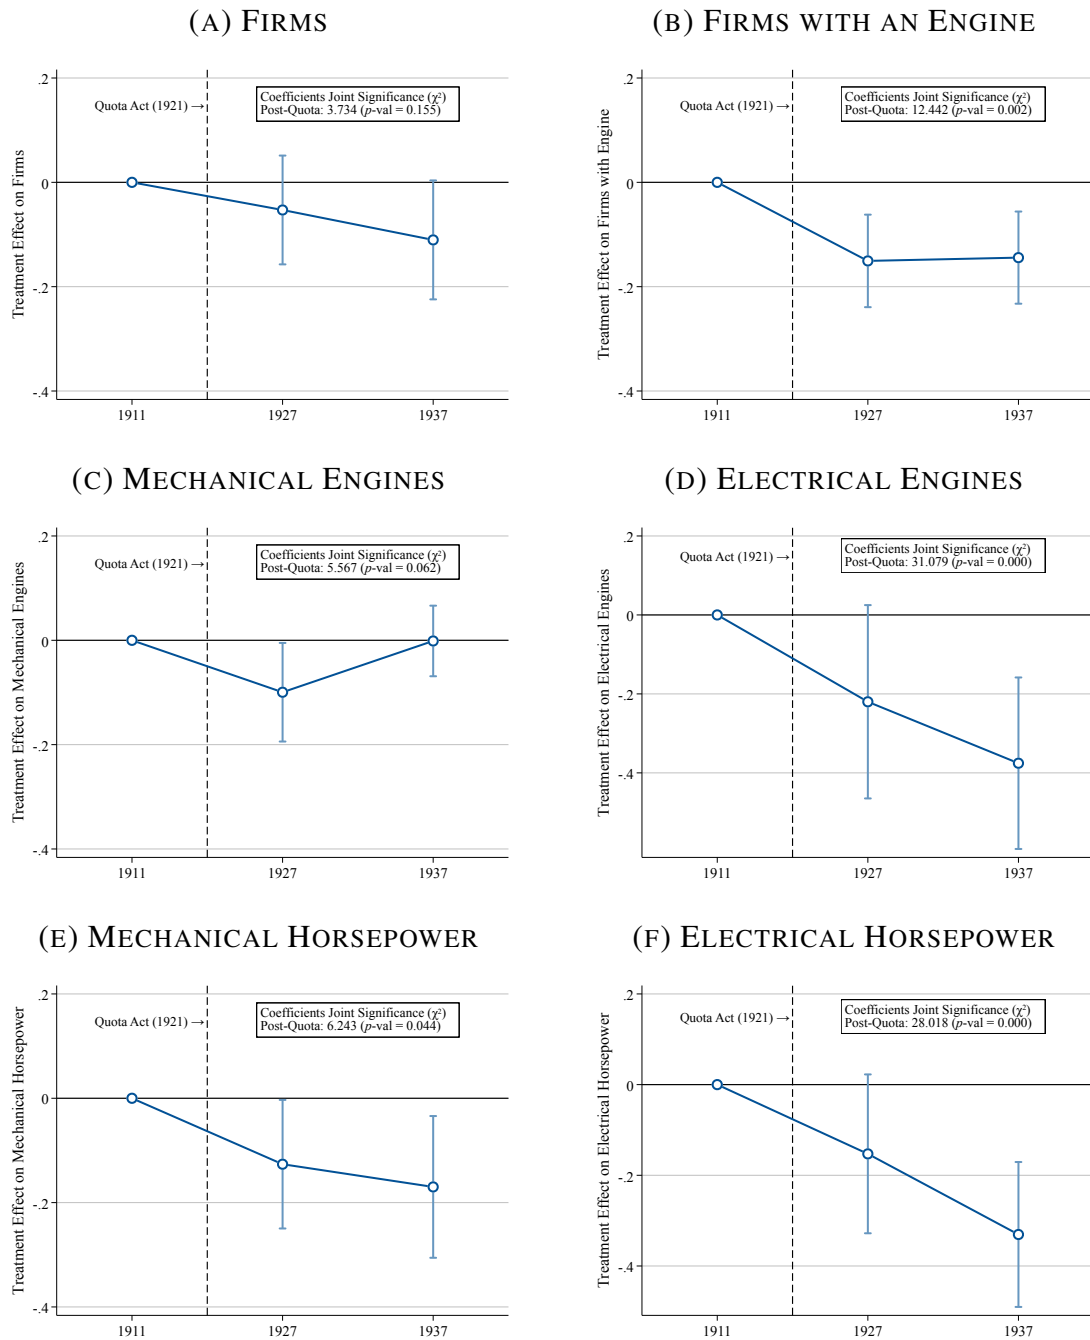 (A) FIRMS
Treatment Effect on Firms
.2
0
-.2
-.4
Quota Act (1921) →
Coefficients Joint Significance (χ²)
Post-Quota: 3.734 (p-val = 0.155)
1911 1927 1937
(B) FIRMS WITH AN ENGINE
Treatment Effect on Firms with Engine
.2
0
-.2
-.4
Quota Act (1921) →
Coefficients Joint Significance (χ²)
Post-Quota: 12.442 (p-val = 0.002)
1911 1927 1937
(C) MECHANICAL ENGINES
Treatment Effect on Mechanical Engines
.2
0
-.2
-.4
Quota Act (1921) →
Coefficients Joint Significance (χ²)
Post-Quota: 5.567 (p-val = 0.062)
1911 1927 1937
(D) ELECTRICAL ENGINES
Treatment Effect on Electrical Engines
.2
0
-.2
-.4
Quota Act (1921) →
Coefficients Joint Significance (χ²)
Post-Quota: 31.079 (p-val = 0.000)
1911 1927 1937
(E) MECHANICAL HORSEPOWER
Treatment Effect on Mechanical Horsepower
.2
0
-.2
-.4
Quota Act (1921) →
Coefficients Joint Significance (χ²)
Post-Quota: 6.243 (p-val = 0.044)
1911 1927 1937
(F) ELECTRICAL HORSEPOWER
Treatment Effect on Electrical Horsepower
.2
0
-.2
-.4
Quota Act (1921) →
Coefficients Joint Significance (χ²)
Post-Quota: 28.018 (p-val = 0.000)
1911 1927 1937